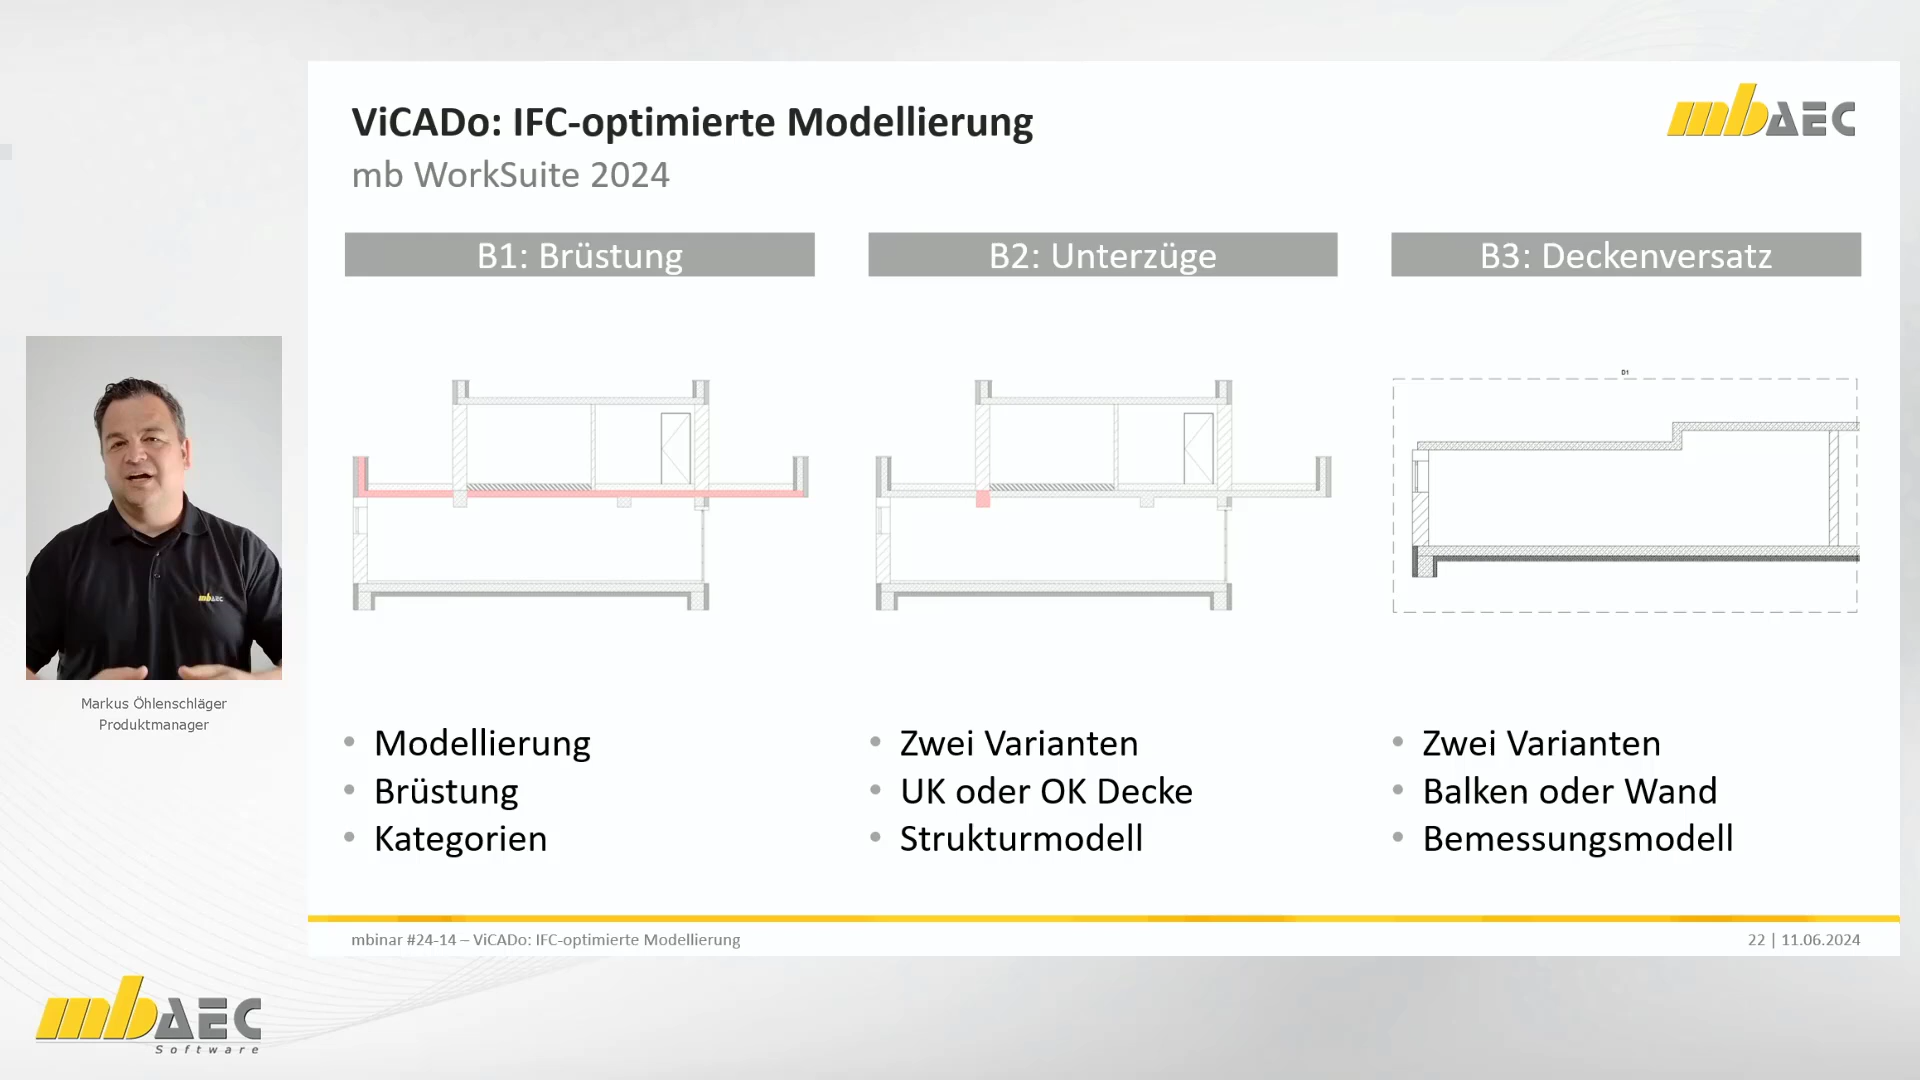 ViCADo: IFC-optimierte Modellierung
mb WorkSuite 2024
mbAEC
B1: Brüstung
B2: Unterzüge
B3: Deckenversatz
D1
mbAEC
Markus Öhlenschläger
Produktmanager
• Modellierung
• Brüstung
• Kategorien
• Zwei Varianten
• UK oder OK Decke
• Strukturmodell
• Zwei Varianten
• Balken oder Wand
• Bemessungsmodell
mbinar #24-14 – ViCADo: IFC-optimierte Modellierung
22 | 11.06.2024
mbAEC
Software